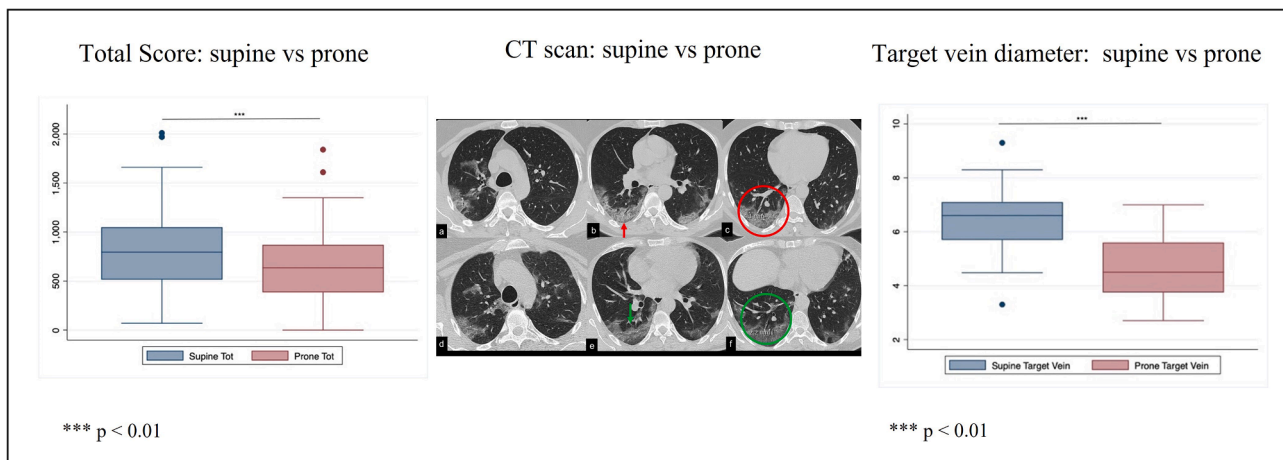 Total Score: supine vs prone
CT scan: supine vs prone
Target vein diameter: supine vs prone
***
2,000
1,500
1,000
500
0
Supine Tot
Prone Tot
*** p < 0.01
a
b
c
d
e
f
***
10
8
6
4
2
Supine Target Vein
Prone Target Vein
*** p < 0.01